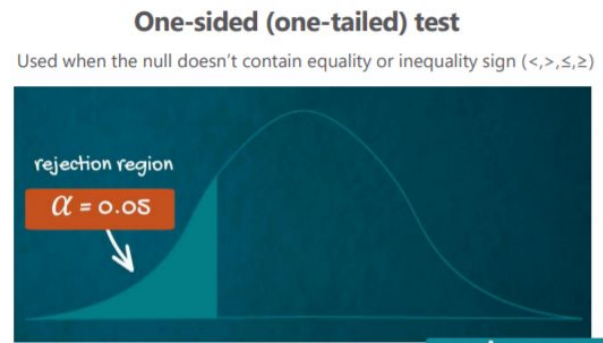 One-sided (one-tailed) test
Used when the null doesn't contain equality or inequality sign (<,>,≤,≥)
rejection region
α = 0.05